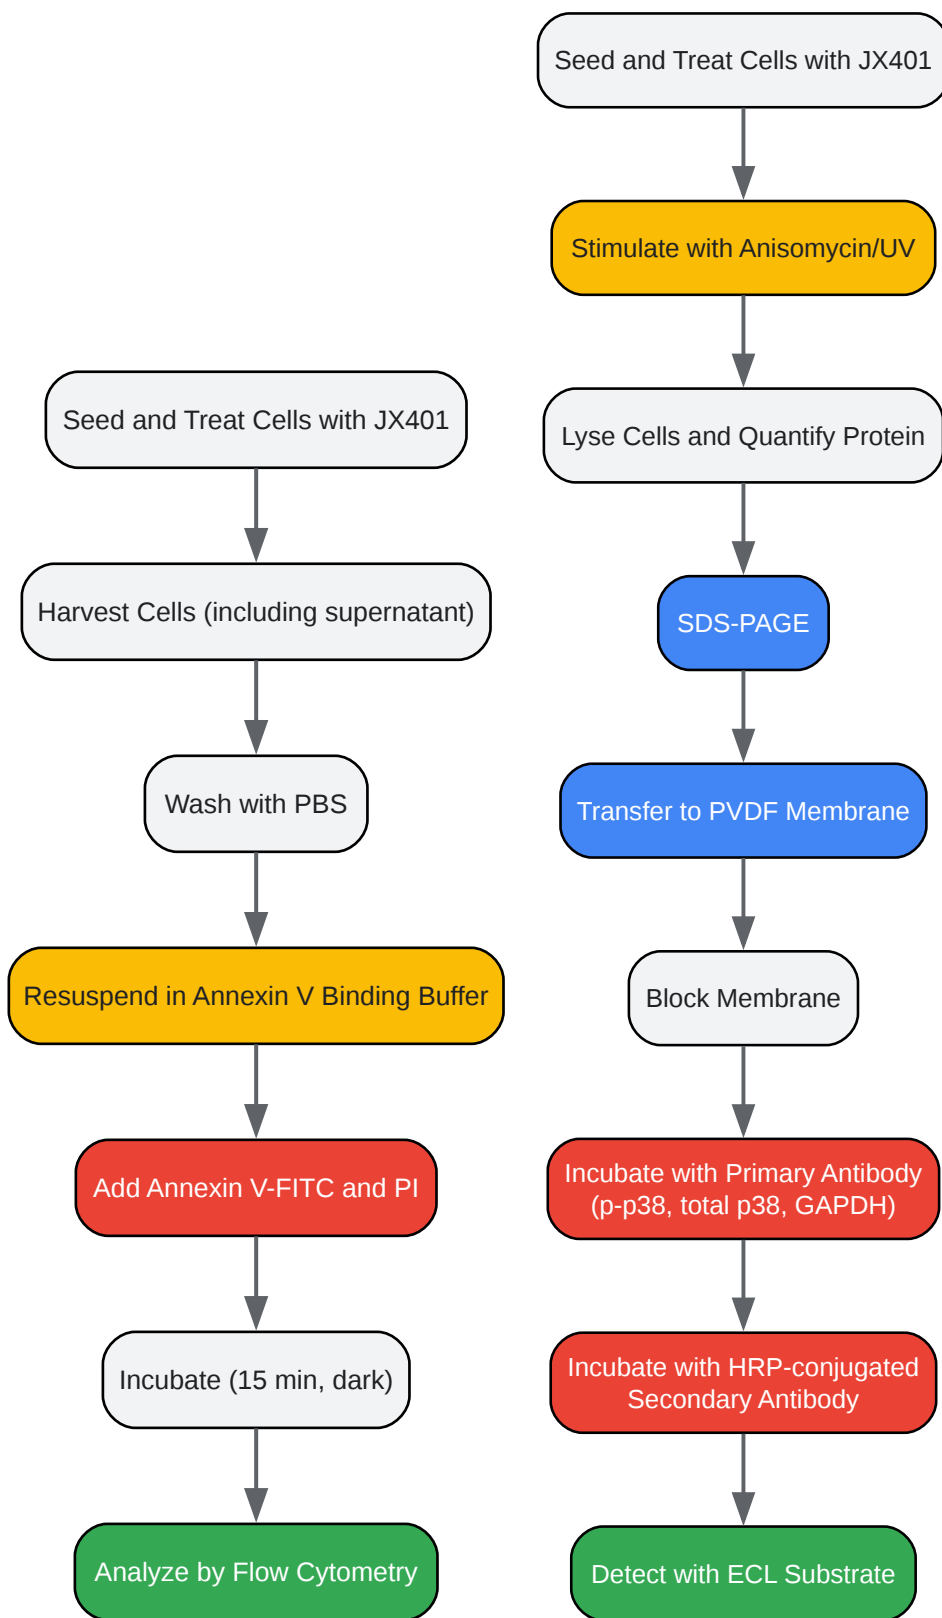 Seed and Treat Cells with JX401
Harvest Cells (including supernatant)
Wash with PBS
Resuspend in Annexin V Binding Buffer
Add Annexin V-FITC and PI
Incubate (15 min, dark)
Analyze by Flow Cytometry
Seed and Treat Cells with JX401
Stimulate with Anisomycin/UV
Lyse Cells and Quantify Protein
SDS-PAGE
Transfer to PVDF Membrane
Block Membrane
Incubate with Primary Antibody
(p-p38, total p38, GAPDH)
Incubate with HRP-conjugated
Secondary Antibody
Detect with ECL Substrate